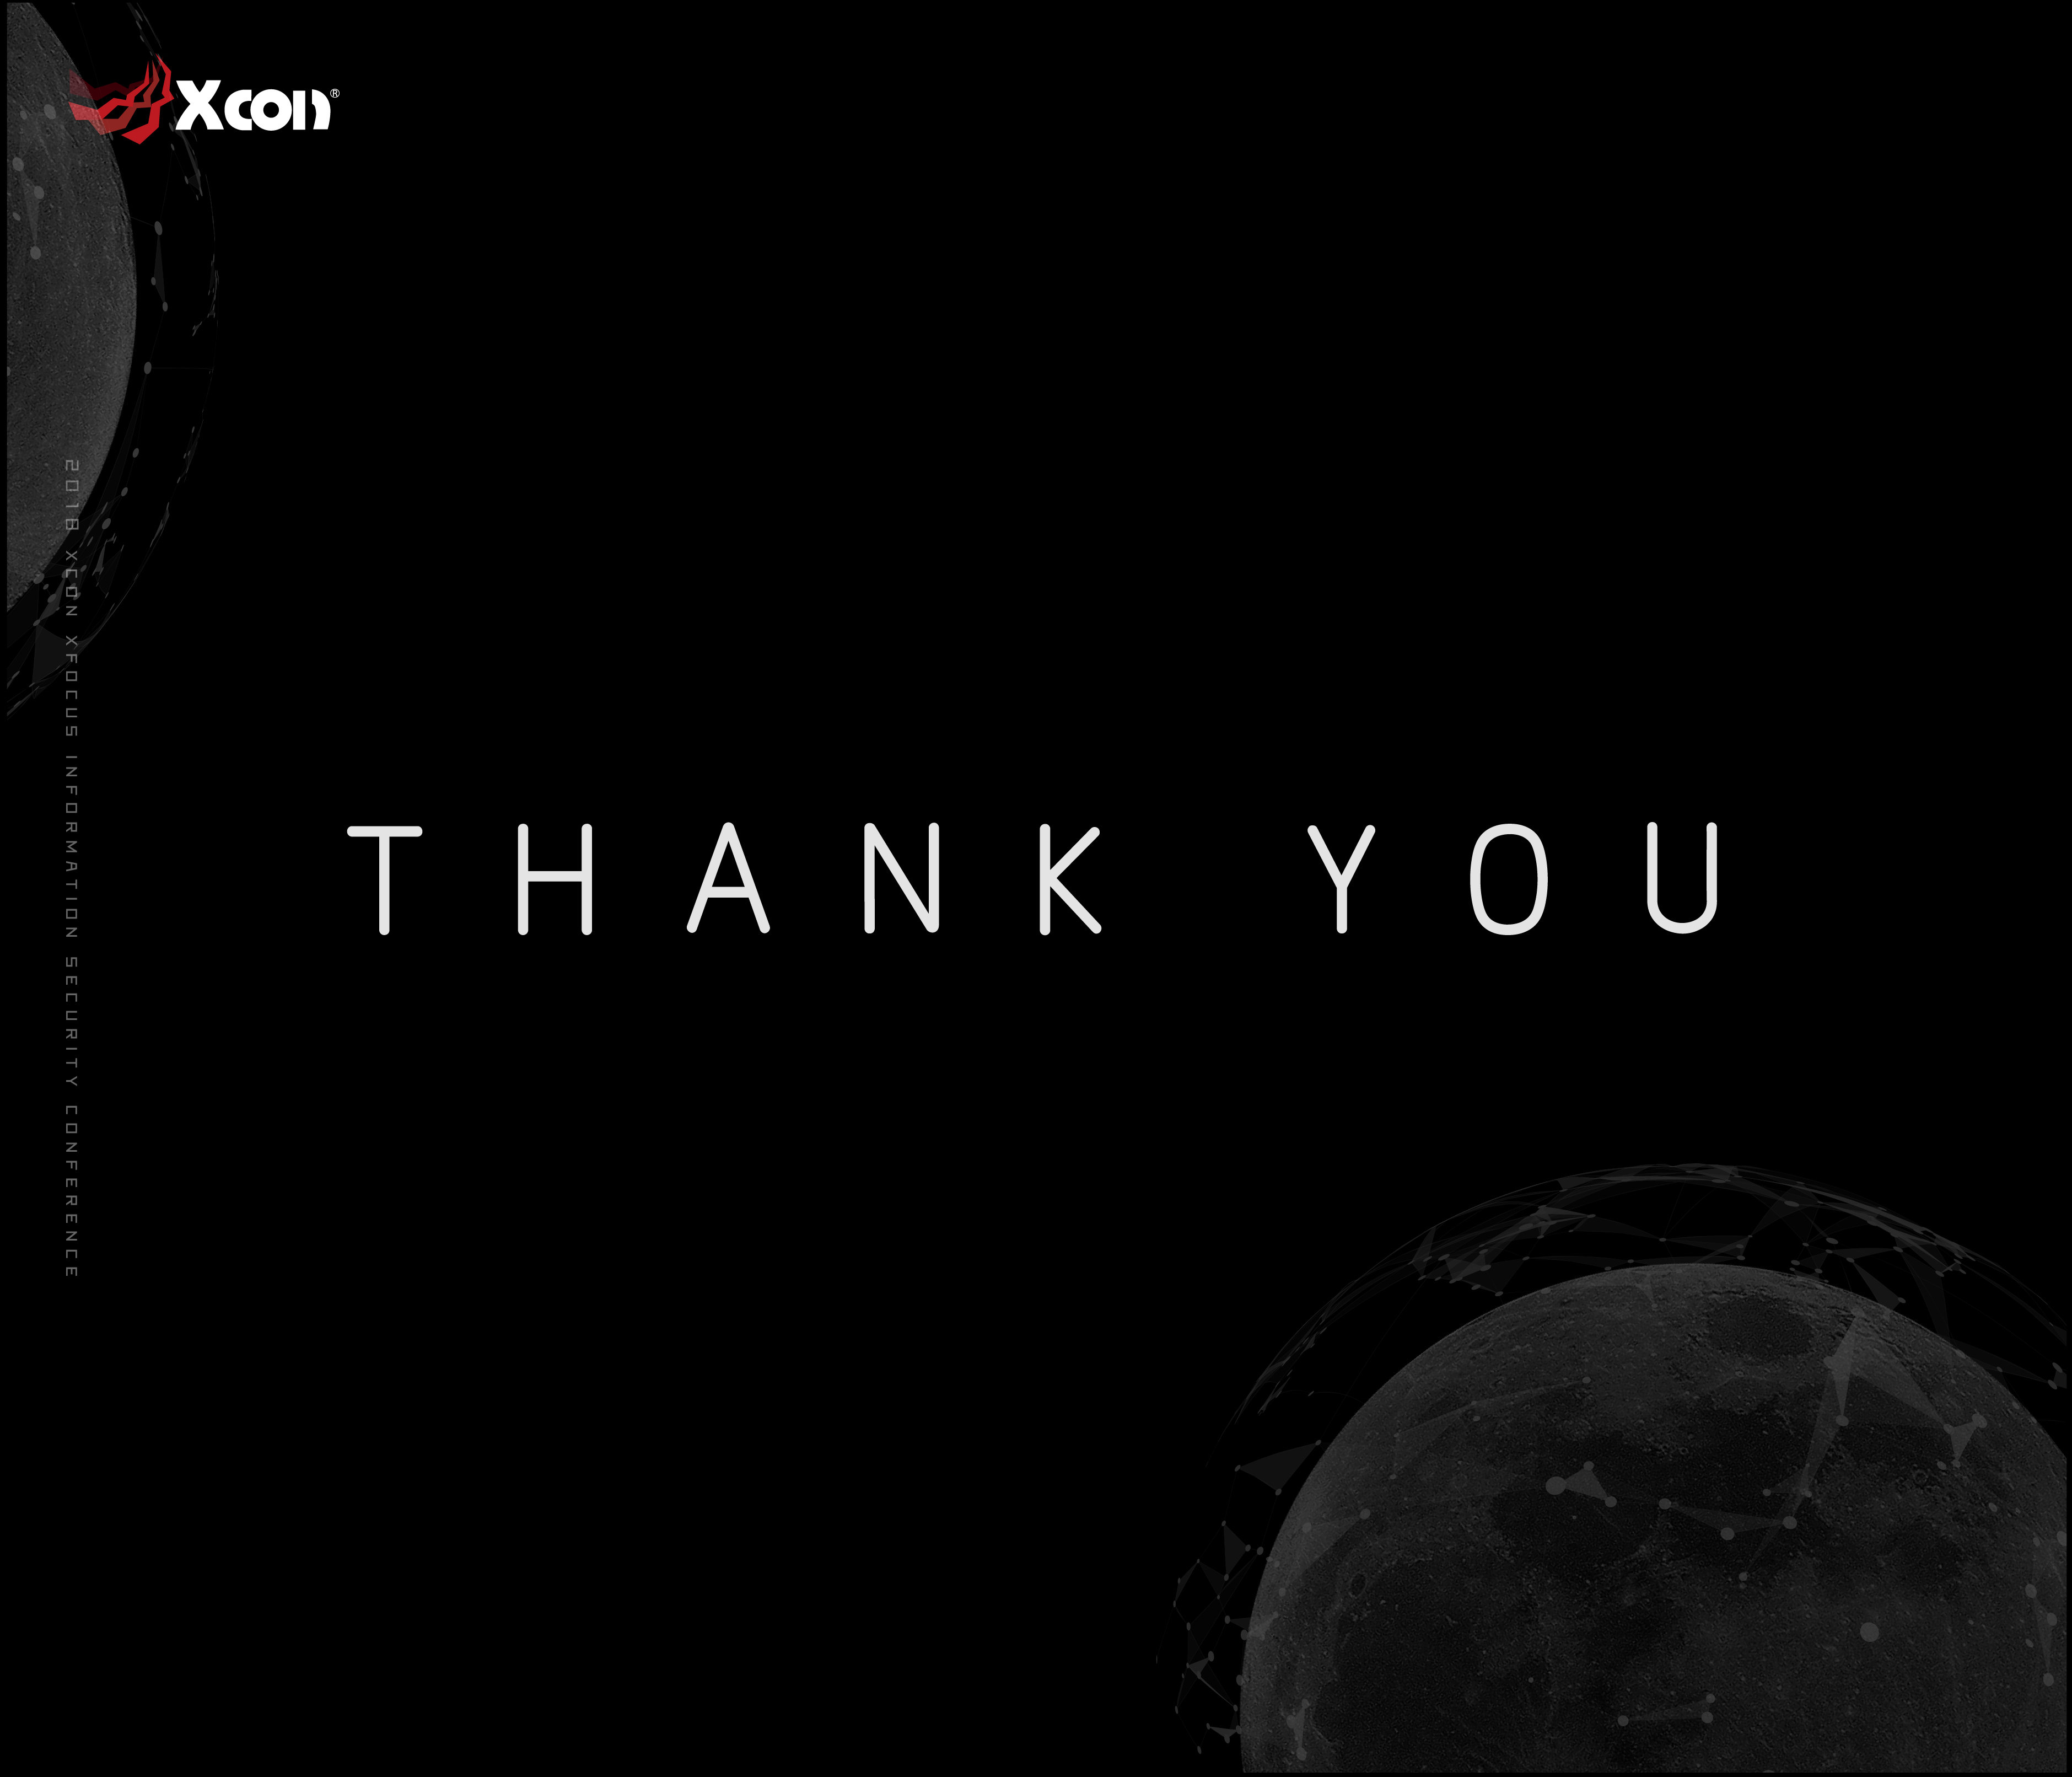 Xcon®
2018 XCON XFOCUS INFORMATION SECURITY CONFERENCE
THANK YOU